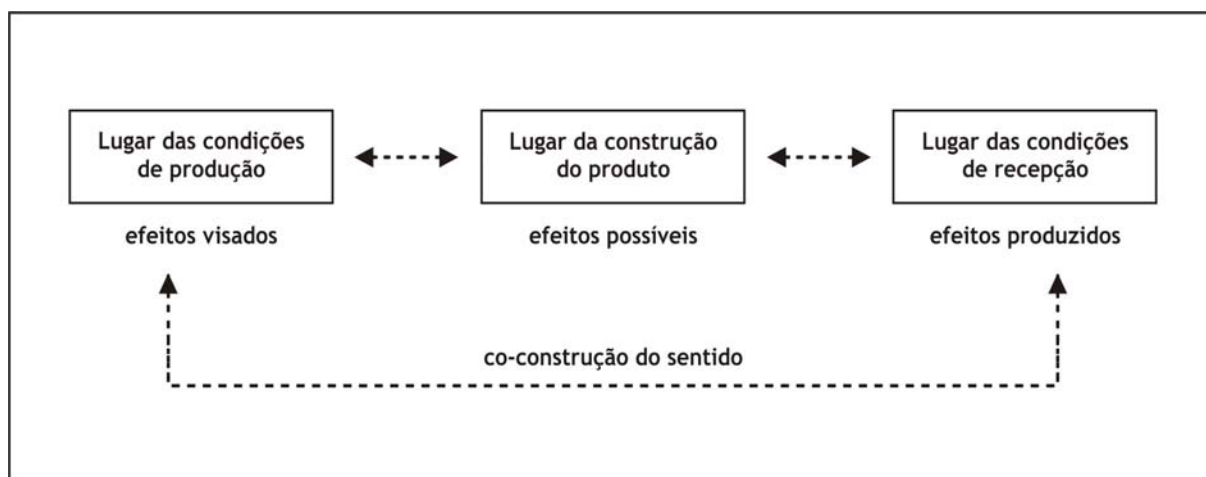 Lugar das condições
de produção
Lugar da construção
do produto
Lugar das condições
de recepção
efeitos visados
efeitos possíveis
efeitos produzidos
co-construção do sentido